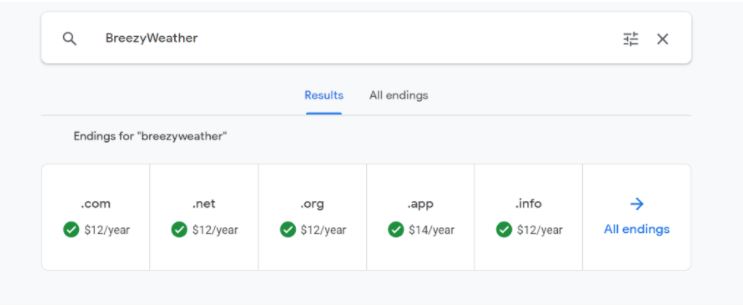 BreezyWeather
Results All endings
Endings for "breezyweather"
.com .net .org .app .info
$12/year $12/year $12/year $14/year $12/year All endings